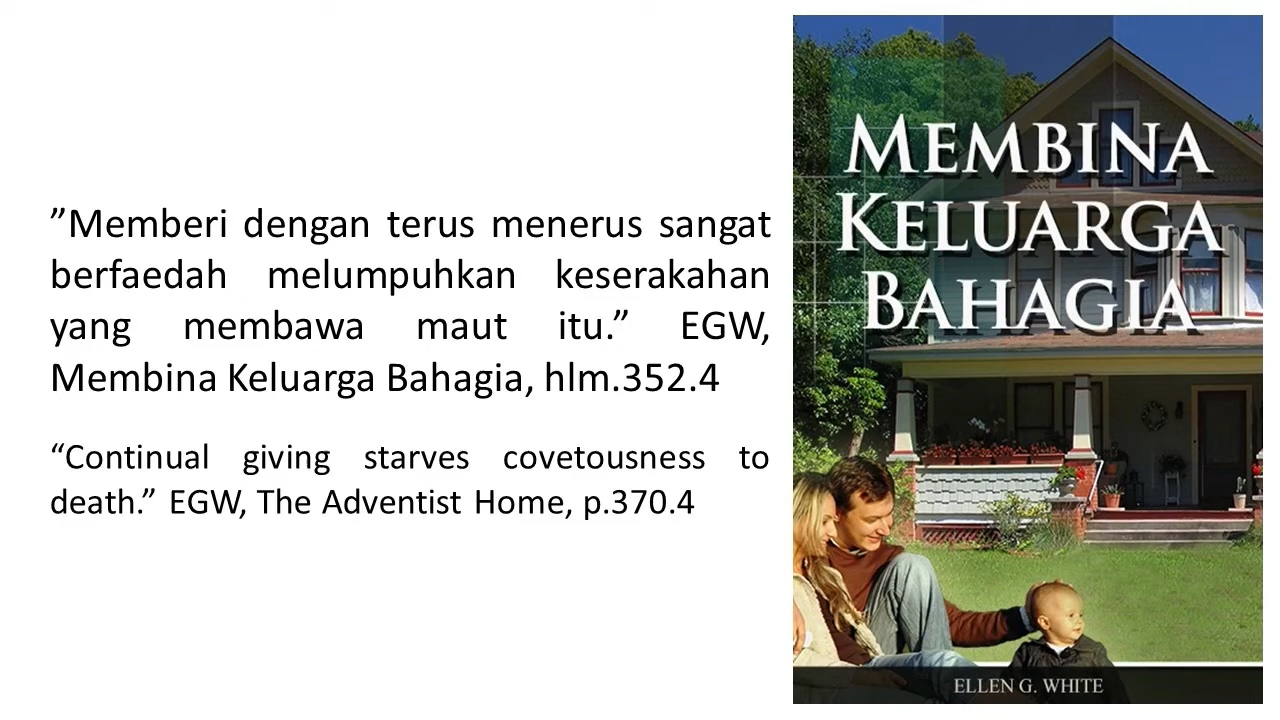 ”Memberi dengan terus menerus sangat
berfaedah melumpuhkan keserakahan
yang membawa maut itu.” EGW,
Membina Keluarga Bahagia, hlm.352.4
“Continual giving starves covetousness to
death.” EGW, The Adventist Home, p.370.4
MEMBINA
KELUARGA
BAHAGIA
ELLEN G. WHITE